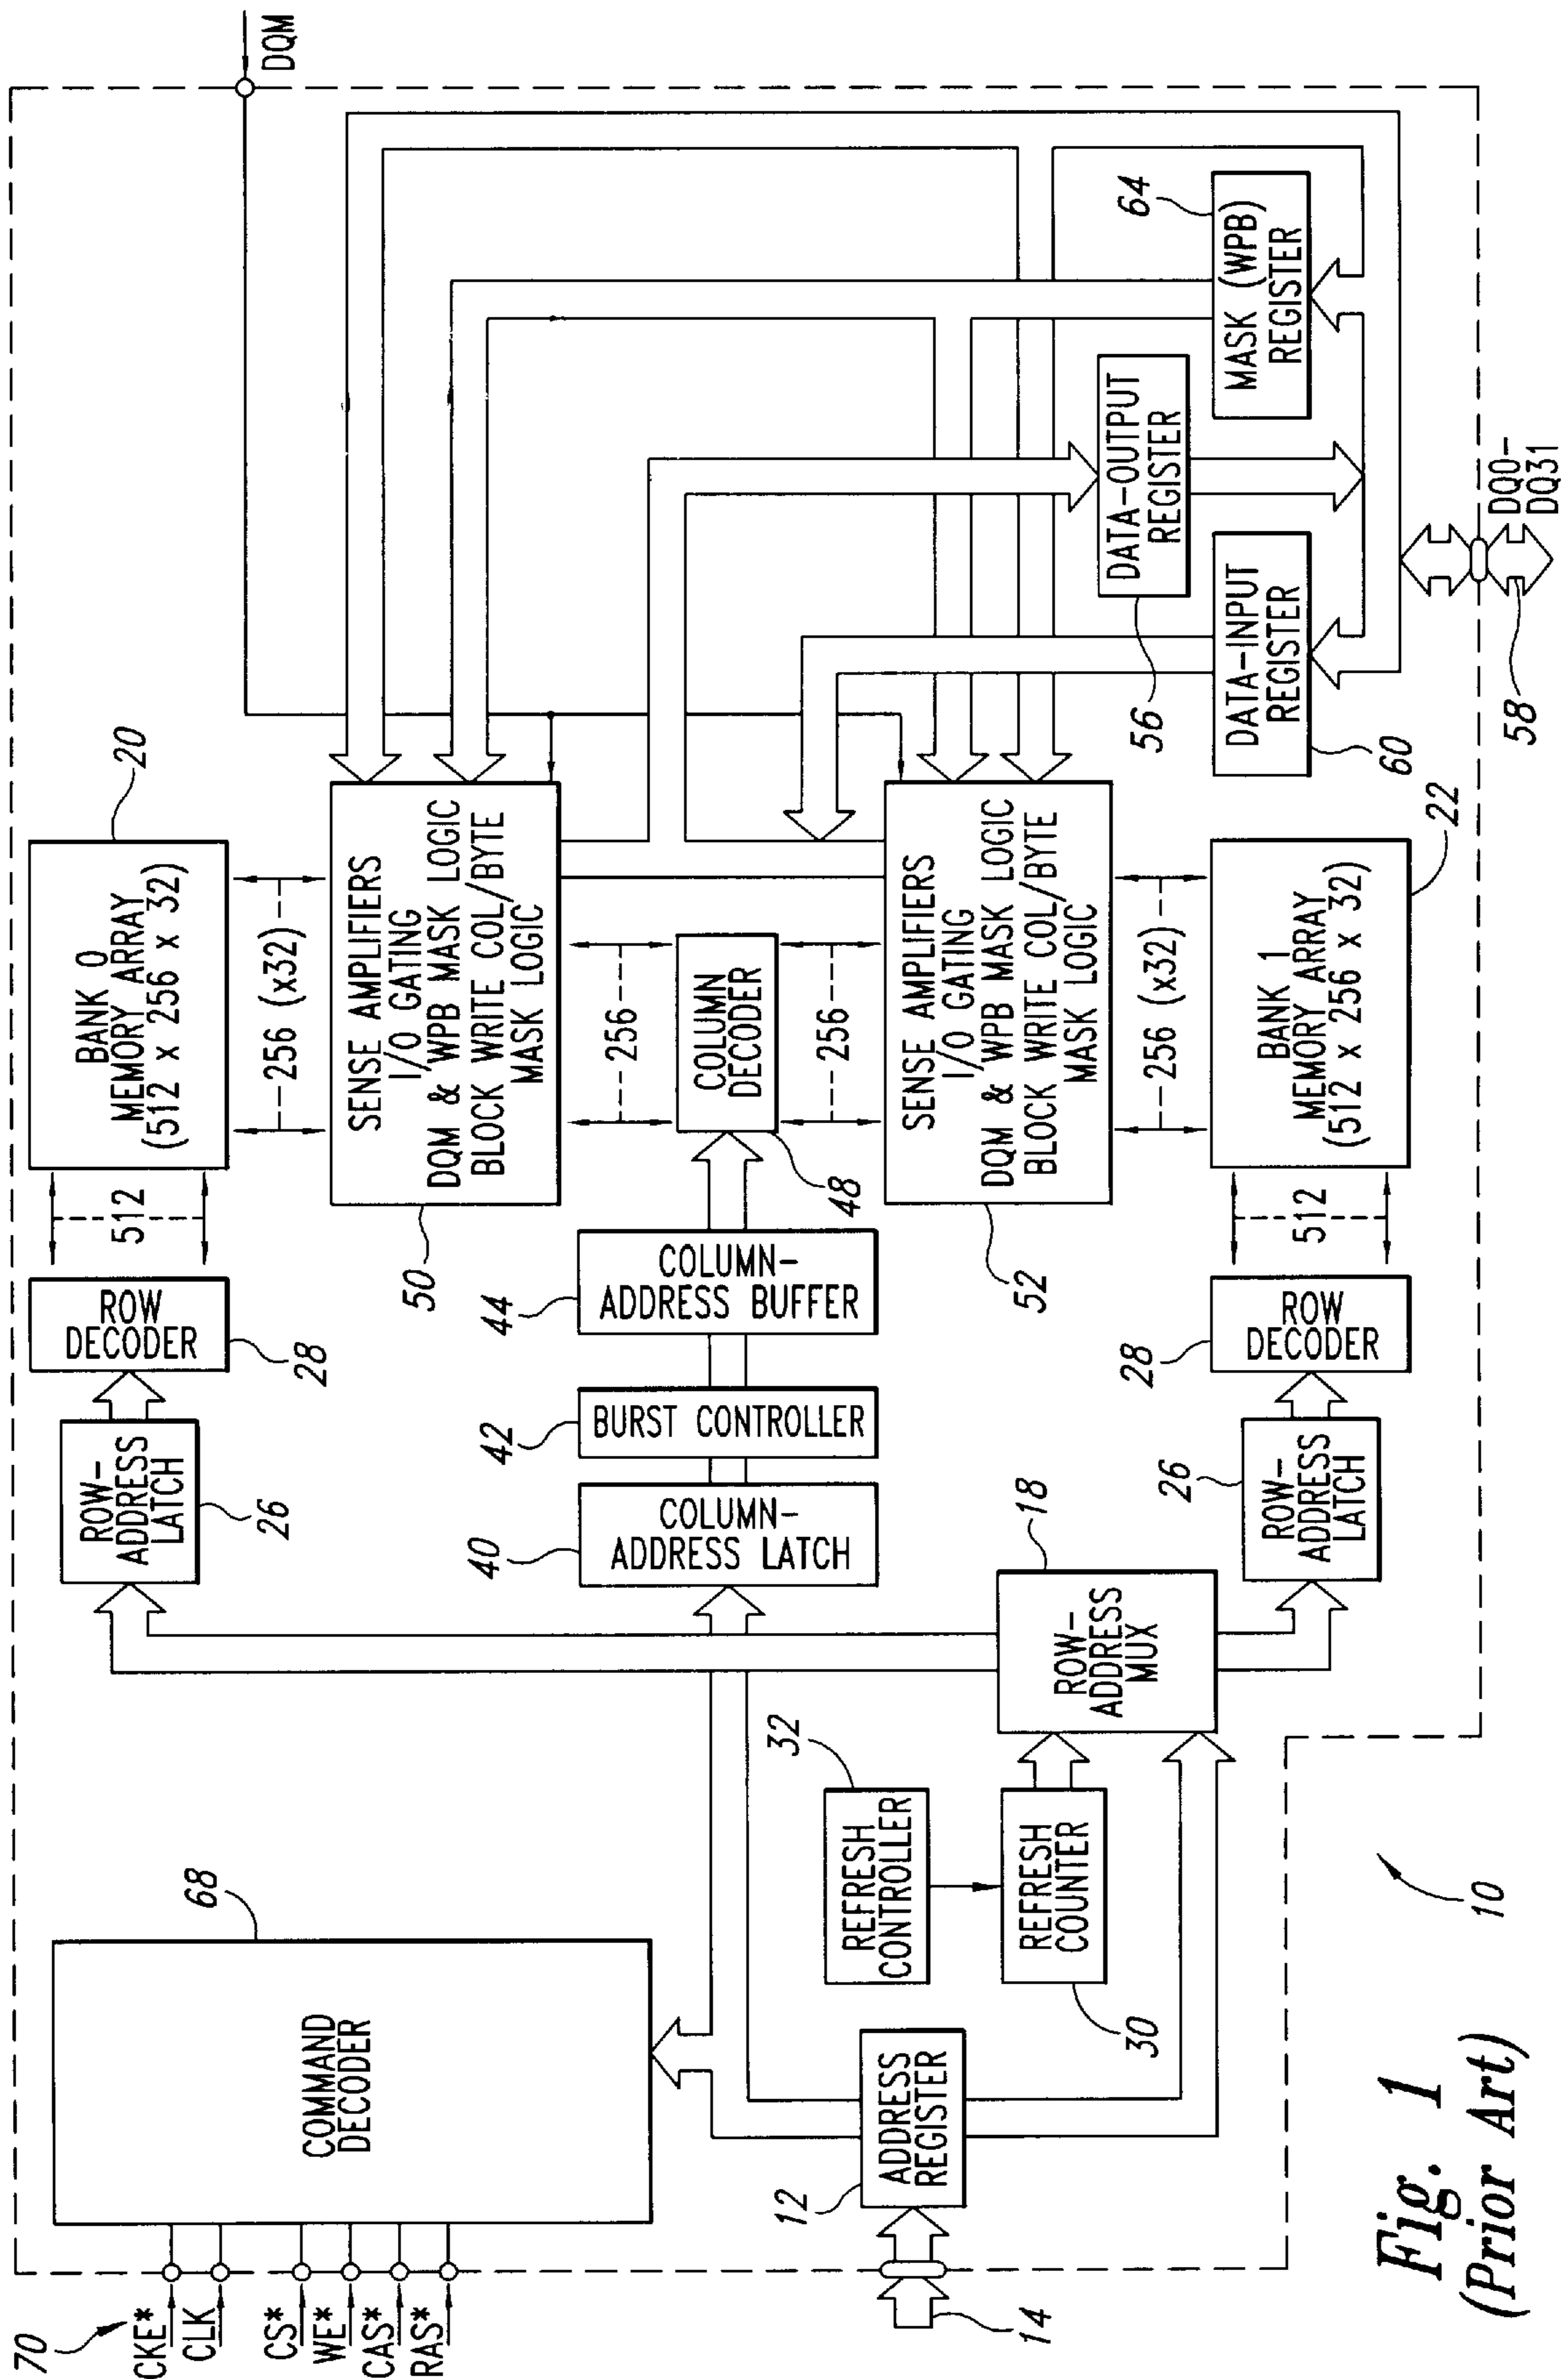 70
CKE*
CLK
CS*
WE*
CAS*
RAS*
14
COMMAND
DECODER
68
12
ADDRESS
REGISTER
REFRESH
CONTROLLER
32
REFRESH
COUNTER
30
ROW-
ADDRESS
MUX
18
ROW-
ADDRESS
LATCH
26
ROW
DECODER
28
512
BANK 0
MEMORY ARRAY
(512 x 256 x 32)
20
256 (x32)
SENSE AMPLIFIERS
I/O GATING
DQM & WPB MASK LOGIC
BLOCK WRITE COL/BYTE
MASK LOGIC
50
256
40
COLUMN-
ADDRESS LATCH
42
BURST CONTROLLER
44
COLUMN-
ADDRESS BUFFER
COLUMN
DECODER
48
256
SENSE AMPLIFIERS
I/O GATING
DQM & WPB MASK LOGIC
BLOCK WRITE COL/BYTE
MASK LOGIC
52
256 (x32)
26
ROW-
ADDRESS
LATCH
28
ROW
DECODER
512
BANK 1
MEMORY ARRAY
(512 x 256 x 32)
22
DQM
DATA-OUTPUT
REGISTER
56
DATA-INPUT
REGISTER
60
MASK (WPB)
REGISTER
64
DQ0-
DQ31
58
10
Fig. 1
(Prior Art)